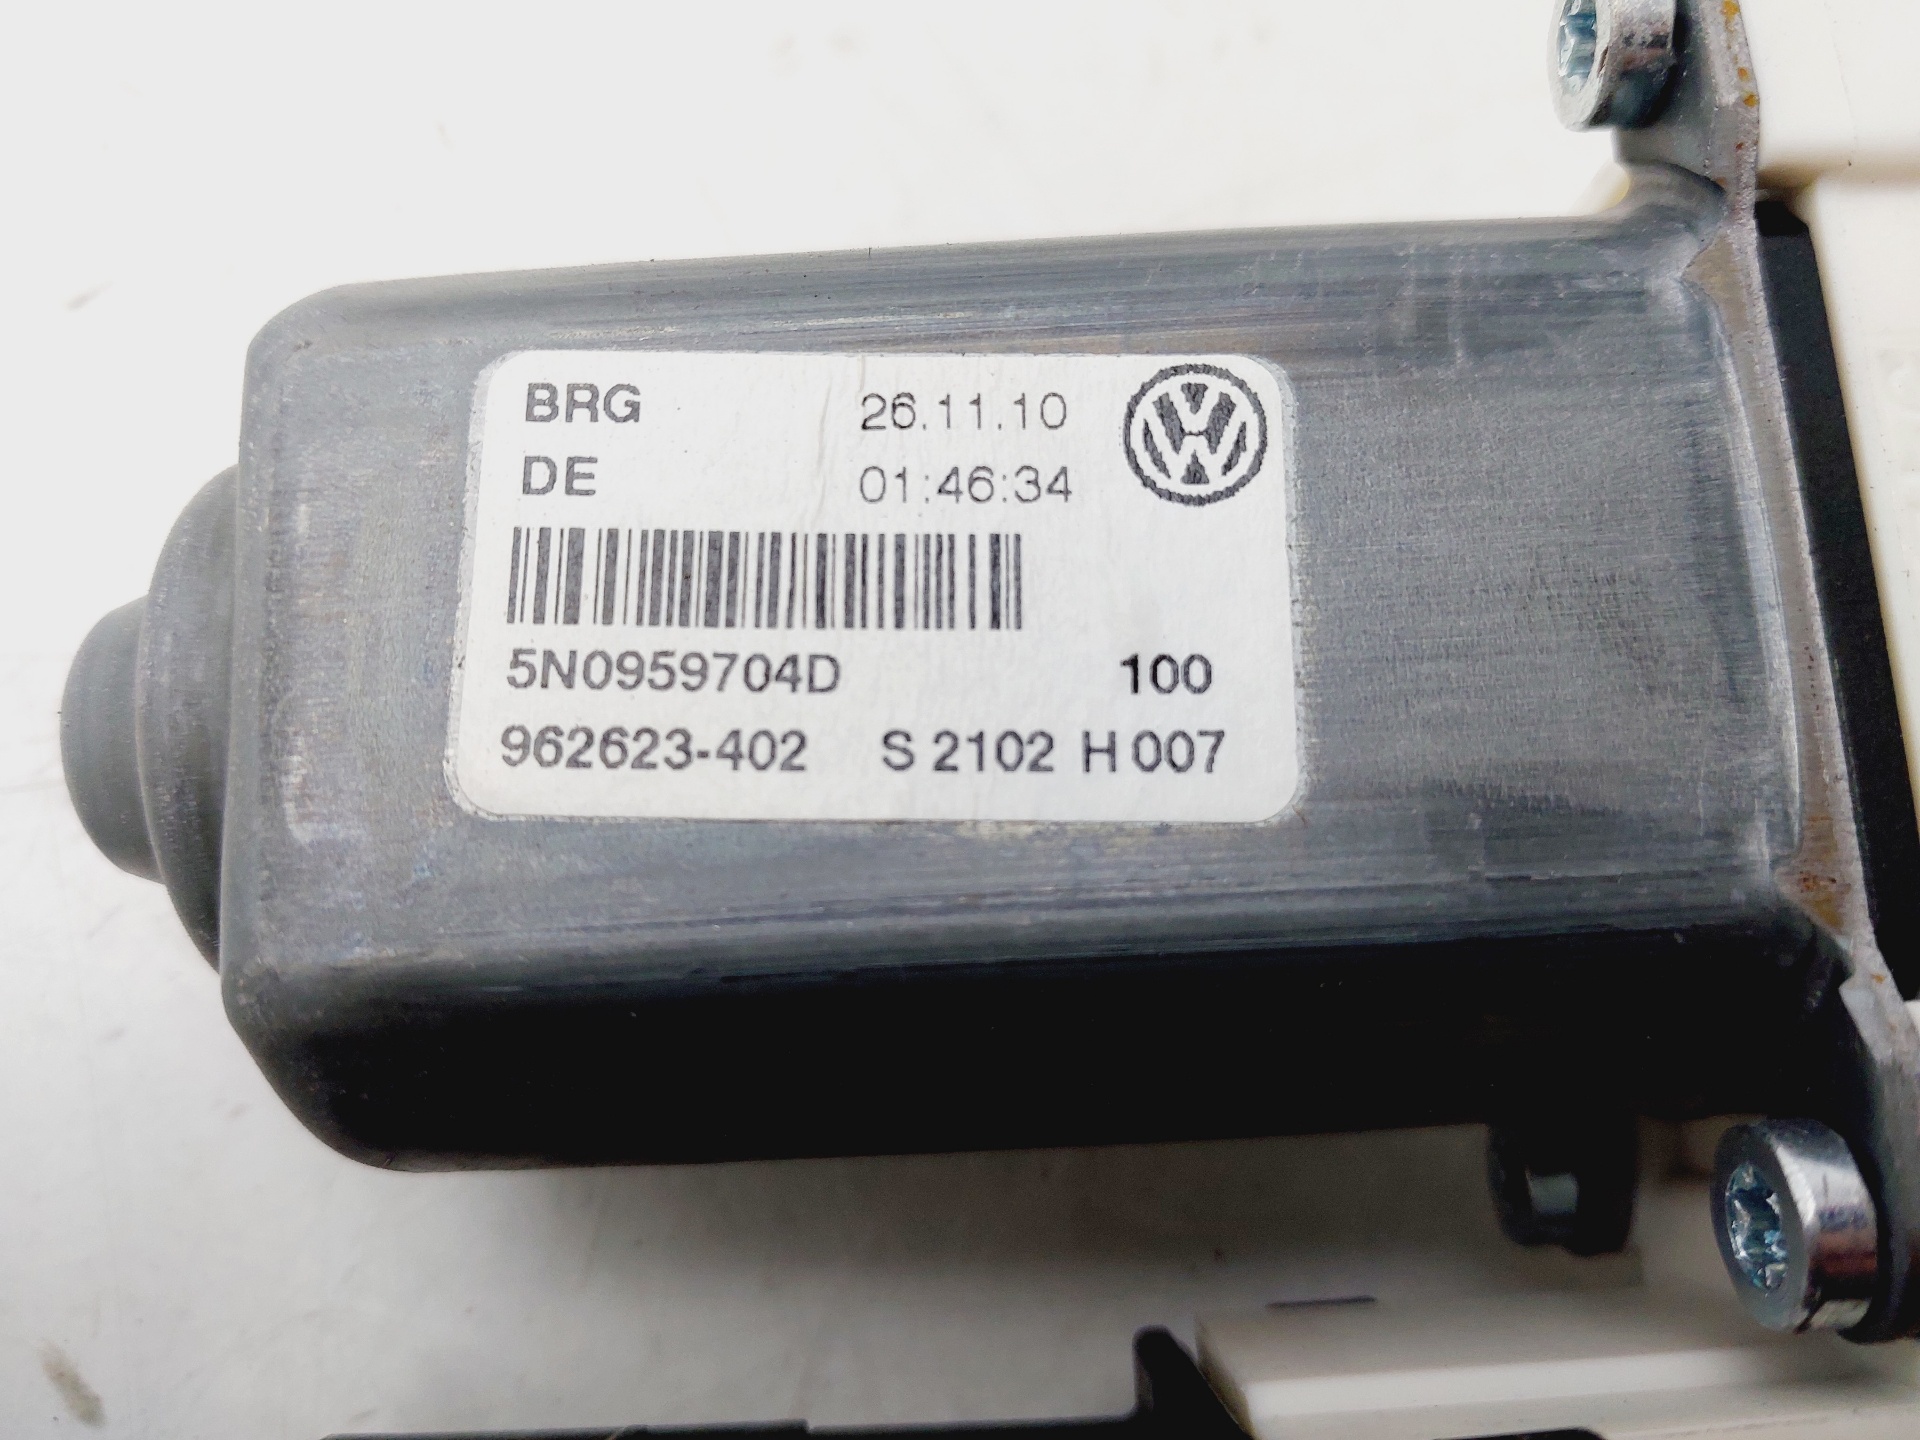 BRG 26.11.10
DE 01:46:34
5N0959704D 100
962623-402 S 2102 H 007